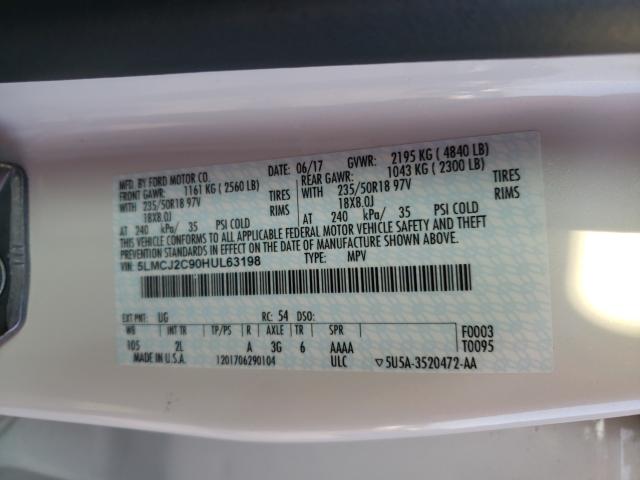 MFD. BY FORD MOTOR CO. 06/17 GVWR: 2195 KG ( 4840 LB)
FRONT GAWR: 1161 KG ( 2560 LB) REAR GAWR: 1043 KG ( 2300 LB)
WITH 235/50R18 97V TIRES WITH 235/50R18 97V TIRES
18X8.0J RIMS 18X8.0J RIMS
AT 240 kPa/ 35 PSI COLD AT 240 kPa/ 35 PSI COLD
THIS VEHICLE CONFORMS TO ALL APPLICABLE FEDERAL MOTOR VEHICLE SAFETY AND THEFT
PREVENTION STANDARDS IN EFFECT ON THE DATE OF MANUFACTURE SHOWN ABOVE.
VIN: 5LMCJ2C90HUL63198 TYPE: MPV
EXT PNT: UG RC: 54 DSO: F0003
WB INT TR TP/PS R AXLE TR SPR T0095
105 2L A 3G 6 AAAA
MADE IN U.S.A. 1201706290104 ULC 5U5A-3520472-AA